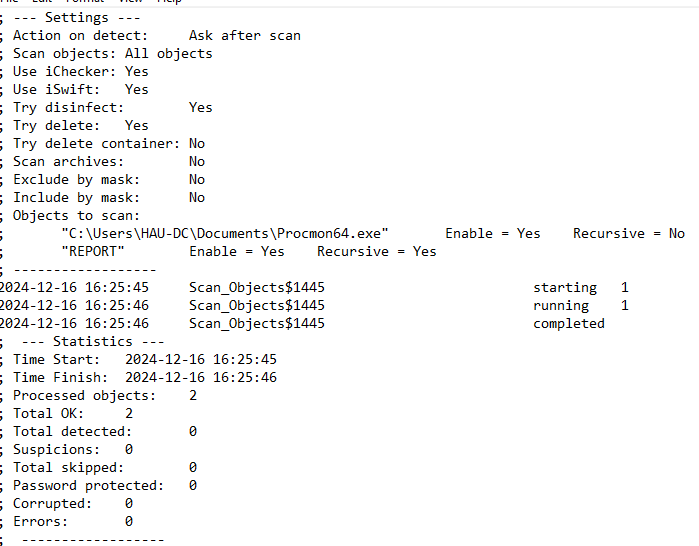 File Edit Format View Help
; --- Settings ---
; Action on detect: Ask after scan
; Scan objects: All objects
; Use iChecker: Yes
; Use iSwift: Yes
; Try disinfect: Yes
; Try delete: Yes
; Try delete container: No
; Scan archives: No
; Exclude by mask: No
; Include by mask: No
; Objects to scan:
; "C:\Users\HAU-DC\Documents\Procmon64.exe" Enable = Yes Recursive = No
; "REPORT" Enable = Yes Recursive = Yes
; ------------------
2024-12-16 16:25:45 Scan_Objects$1445 starting 1
2024-12-16 16:25:46 Scan_Objects$1445 running 1
2024-12-16 16:25:46 Scan_Objects$1445 completed
; --- Statistics ---
; Time Start: 2024-12-16 16:25:45
; Time Finish: 2024-12-16 16:25:46
; Processed objects: 2
; Total OK: 2
; Total detected: 0
; Suspicions: 0
; Total skipped: 0
; Password protected: 0
; Corrupted: 0
; Errors: 0
; ------------------